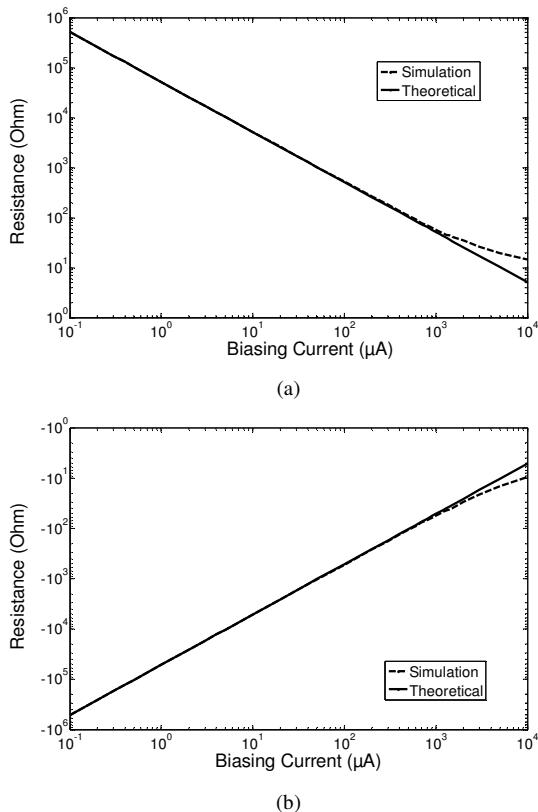 10^6
10^5
10^4
10^3
10^2
10^1
10^0
Resistance (Ohm)
Simulation
Theoretical
10^-1 10^0 10^1 10^2 10^3 10^4
Biasing Current (µA)
(a)
-10^0
-10^1
-10^2
-10^3
-10^4
-10^5
-10^6
Resistance (Ohm)
Simulation
Theoretical
10^-1 10^0 10^1 10^2 10^3 10^4
Biasing Current (µA)
(b)